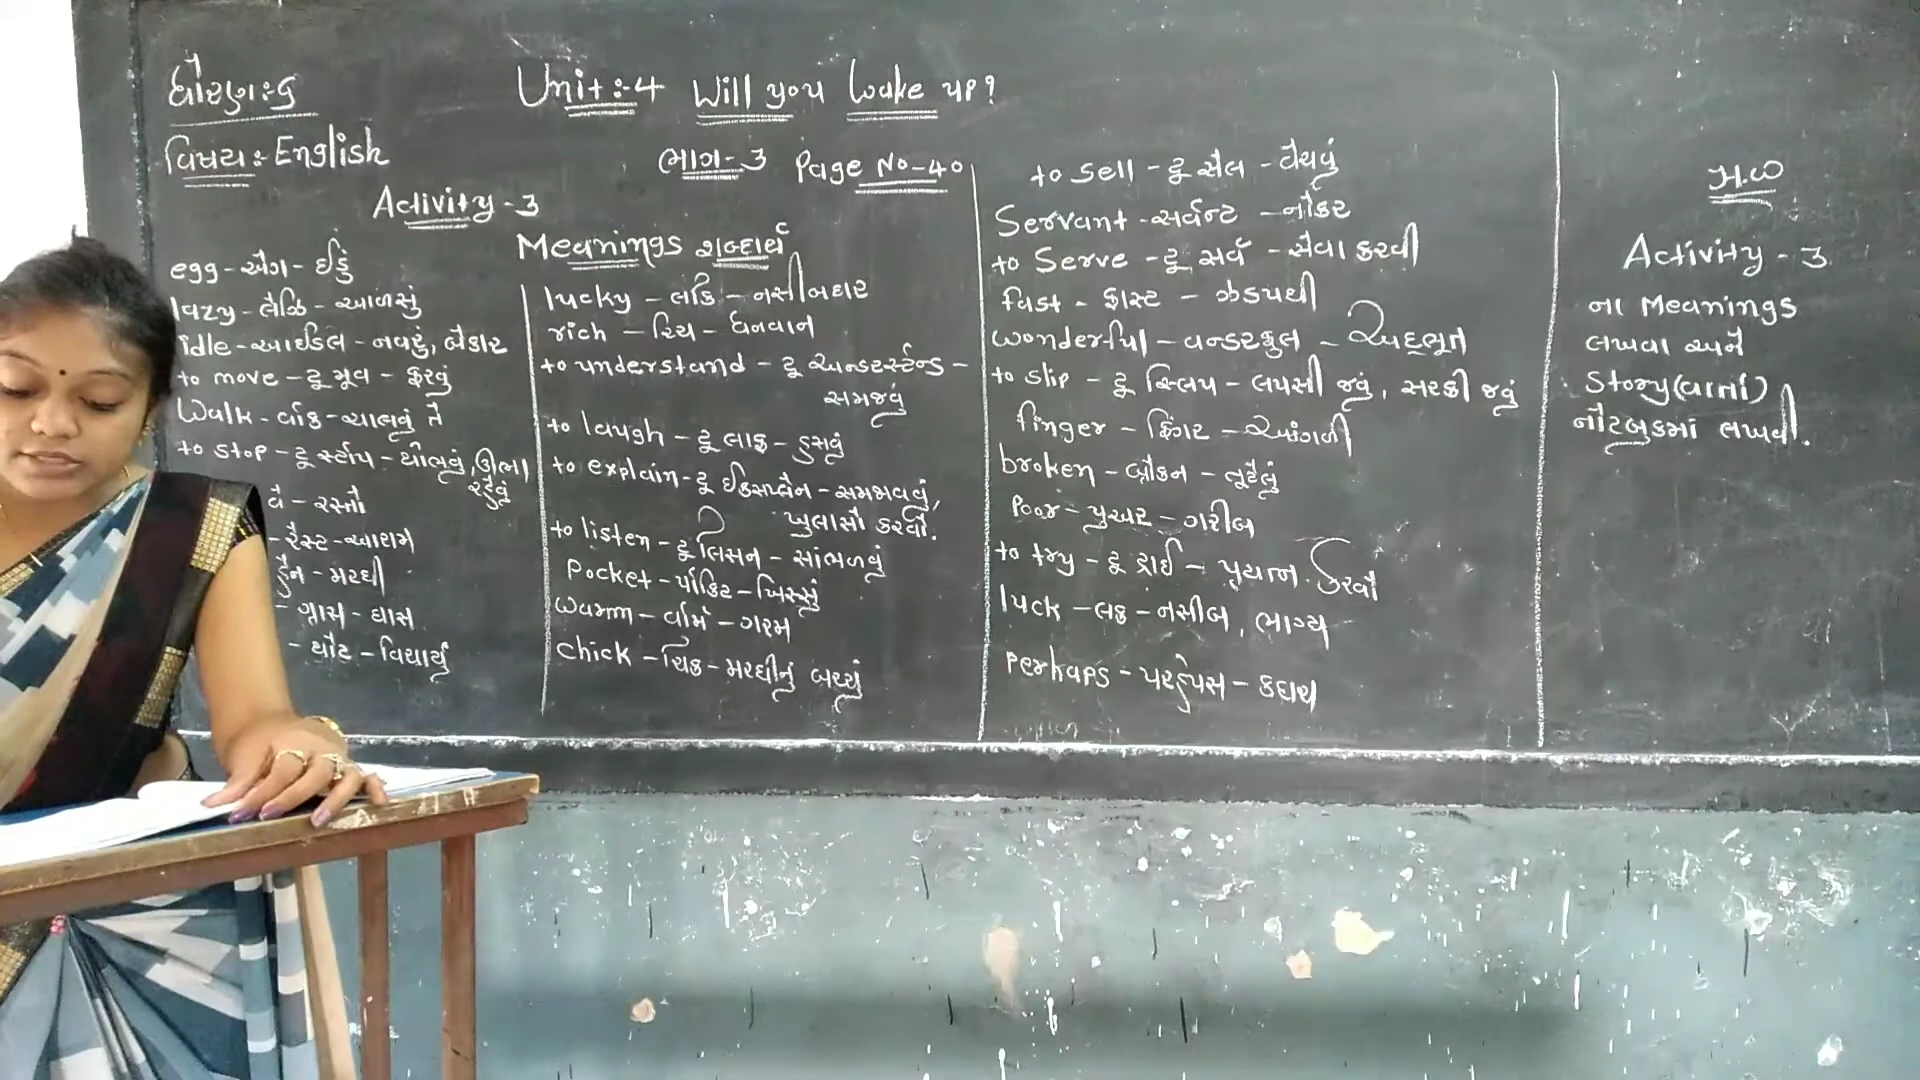 ધોરણ:-૬
Unit:-4 Will you wake up?
વિષય:- English
ભાગ-૩ Page No-40
Activity-3
Meanings શબ્દાર્થ
egg - એગ - ઈંડું
lazy - લેઝિ - આળસું
idle - આઈડલ - નવરું, બેકાર
to move - ટૂ મૂવ - ફરવું
Walk - વૉક - ચાલવું તે
to stop - ટૂ સ્ટૉપ - થોભવું, ઊભા
રહેવું
વે - રસ્તો
- રેસ્ટ - આરામ
હેન - મરઘી
- ગ્રાસ - ઘાસ
- થૉટ - વિચાર્યું
lucky - લકિ - નસીબદાર
rich - રિચ - ધનવાન
to understand - ટૂ અન્ડરસ્ટૅન્ડ -
સમજવું
to laugh - ટૂ લાફ - હસવું
to explain - ટૂ ઈક્સપ્લેન - સમજાવવું,
ખુલાસો કરવો.
to listen - ટૂ લિસન - સાંભળવું
Pocket - પૉકિટ - ખિસ્સું
warm - વૉર્મ - ગરમ
chick - ચિક - મરઘીનું બચ્ચું
to sell - ટૂ સેલ - વેચવું
Servant - સર્વન્ટ - નોકર
to Serve - ટૂ સર્વ - સેવા કરવી
fast - ફાસ્ટ - ઝડપથી
wonderful - વન્ડરફુલ - અદ્ભૂત
to slip - ટૂ સ્લિપ - લપસી જવું, સરકી જવું
finger - ફિંગર - આંગળી
broken - બ્રોકન - તૂટેલું
Poor - પુઅર - ગરીબ
to try - ટૂ ટ્રાઈ - પ્રયત્ન કરવો
luck - લક - નસીબ, ભાગ્ય
Perhaps - પરહેપસ - કદાચ
H.W
Activity - 3
ના Meanings
લખવા અને
Story(વાર્તા)
નોટબુકમાં લખવી.